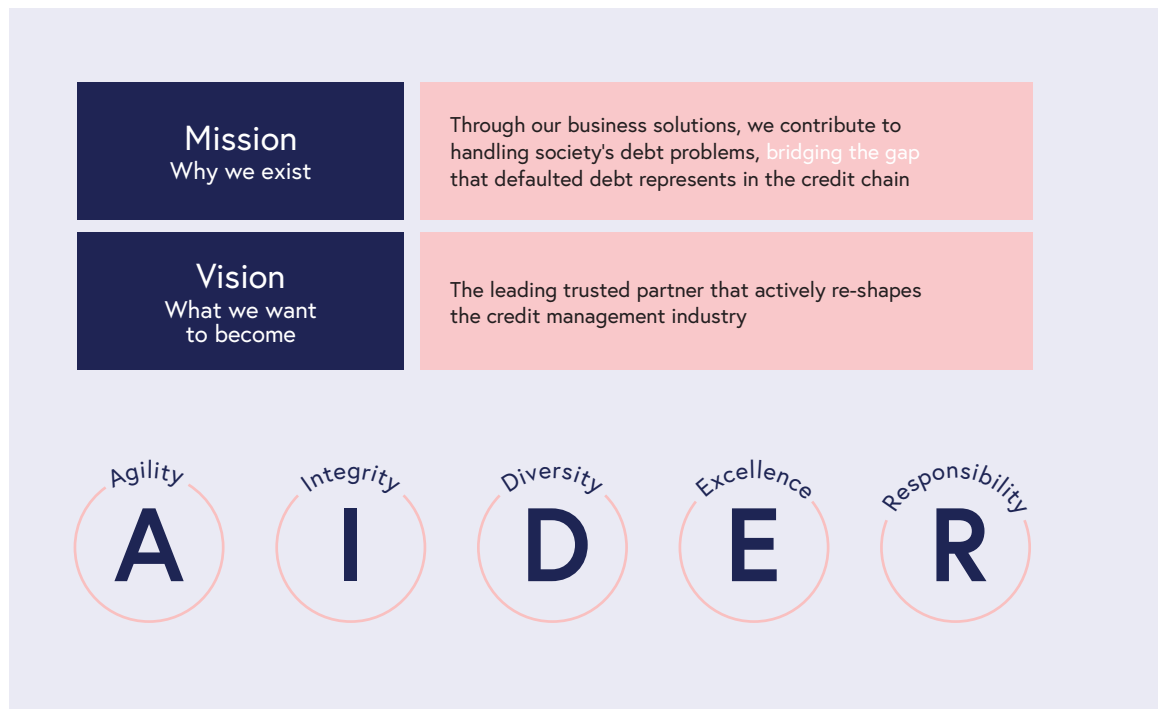 Mission
Why we exist
Through our business solutions, we contribute to
handling society's debt problems, bridging the gap
that defaulted debt represents in the credit chain
Vision
What we want
to become
The leading trusted partner that actively re-shapes
the credit management industry
Agility
A
Integrity
I
Diversity
D
Excellence
E
Responsibility
R